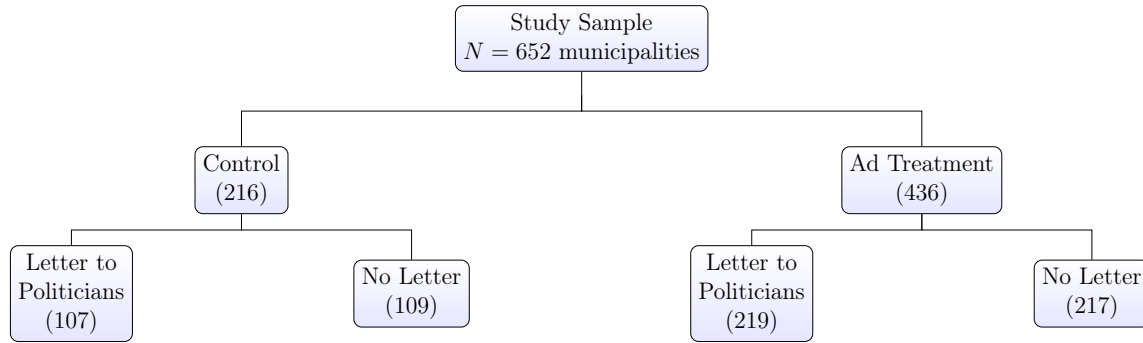 Study Sample
N = 652 municipalities
Control
(216)
Ad Treatment
(436)
Letter to
Politicians
(107)
No Letter
(109)
Letter to
Politicians
(219)
No Letter
(217)